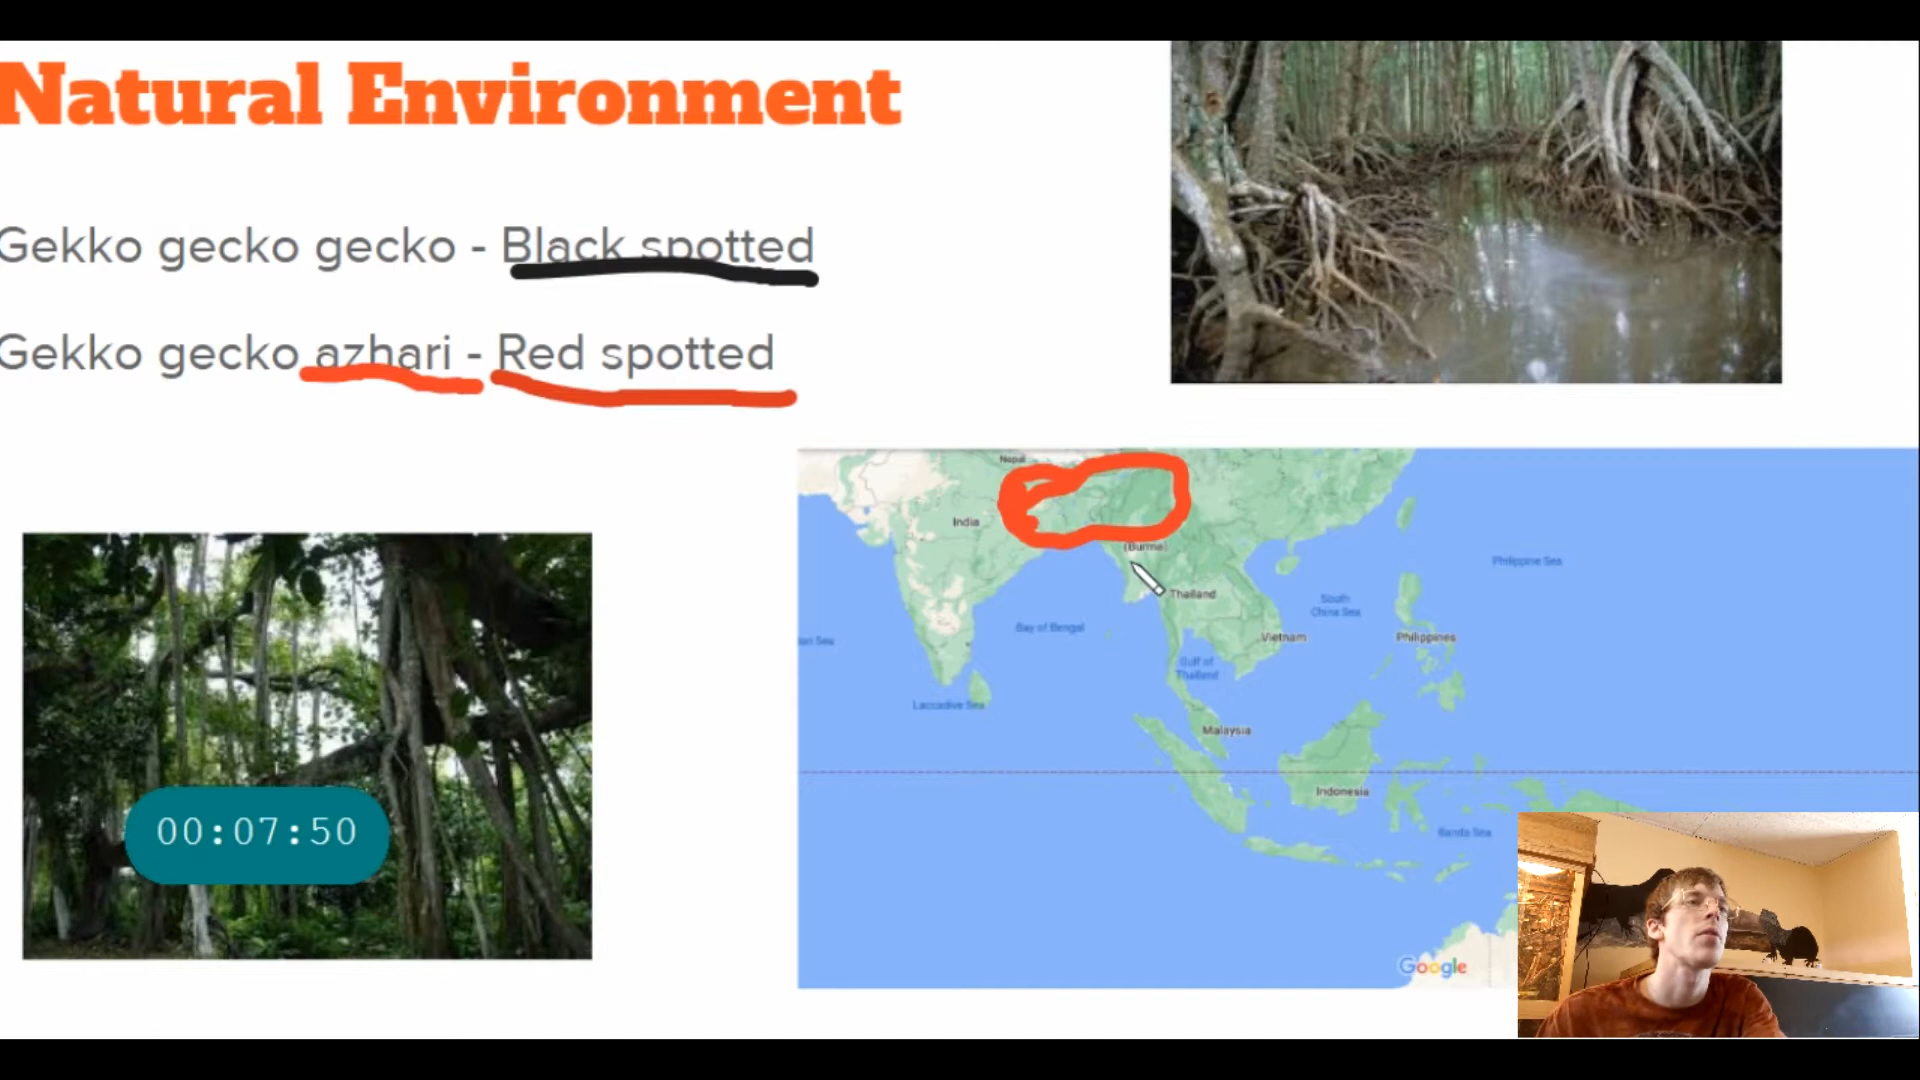 Natural Environment
Gekko gecko gecko - Black spotted
Gekko gecko azhari - Red spotted
Nepal
India
(Burma)
Thailand
Philippine Sea
South
China Sea
Bay of Bengal
Vietnam
Philippines
Gulf of
Thailand
Laccadive Sea
Malaysia
Indonesia
Banda Sea
Google
00:07:50